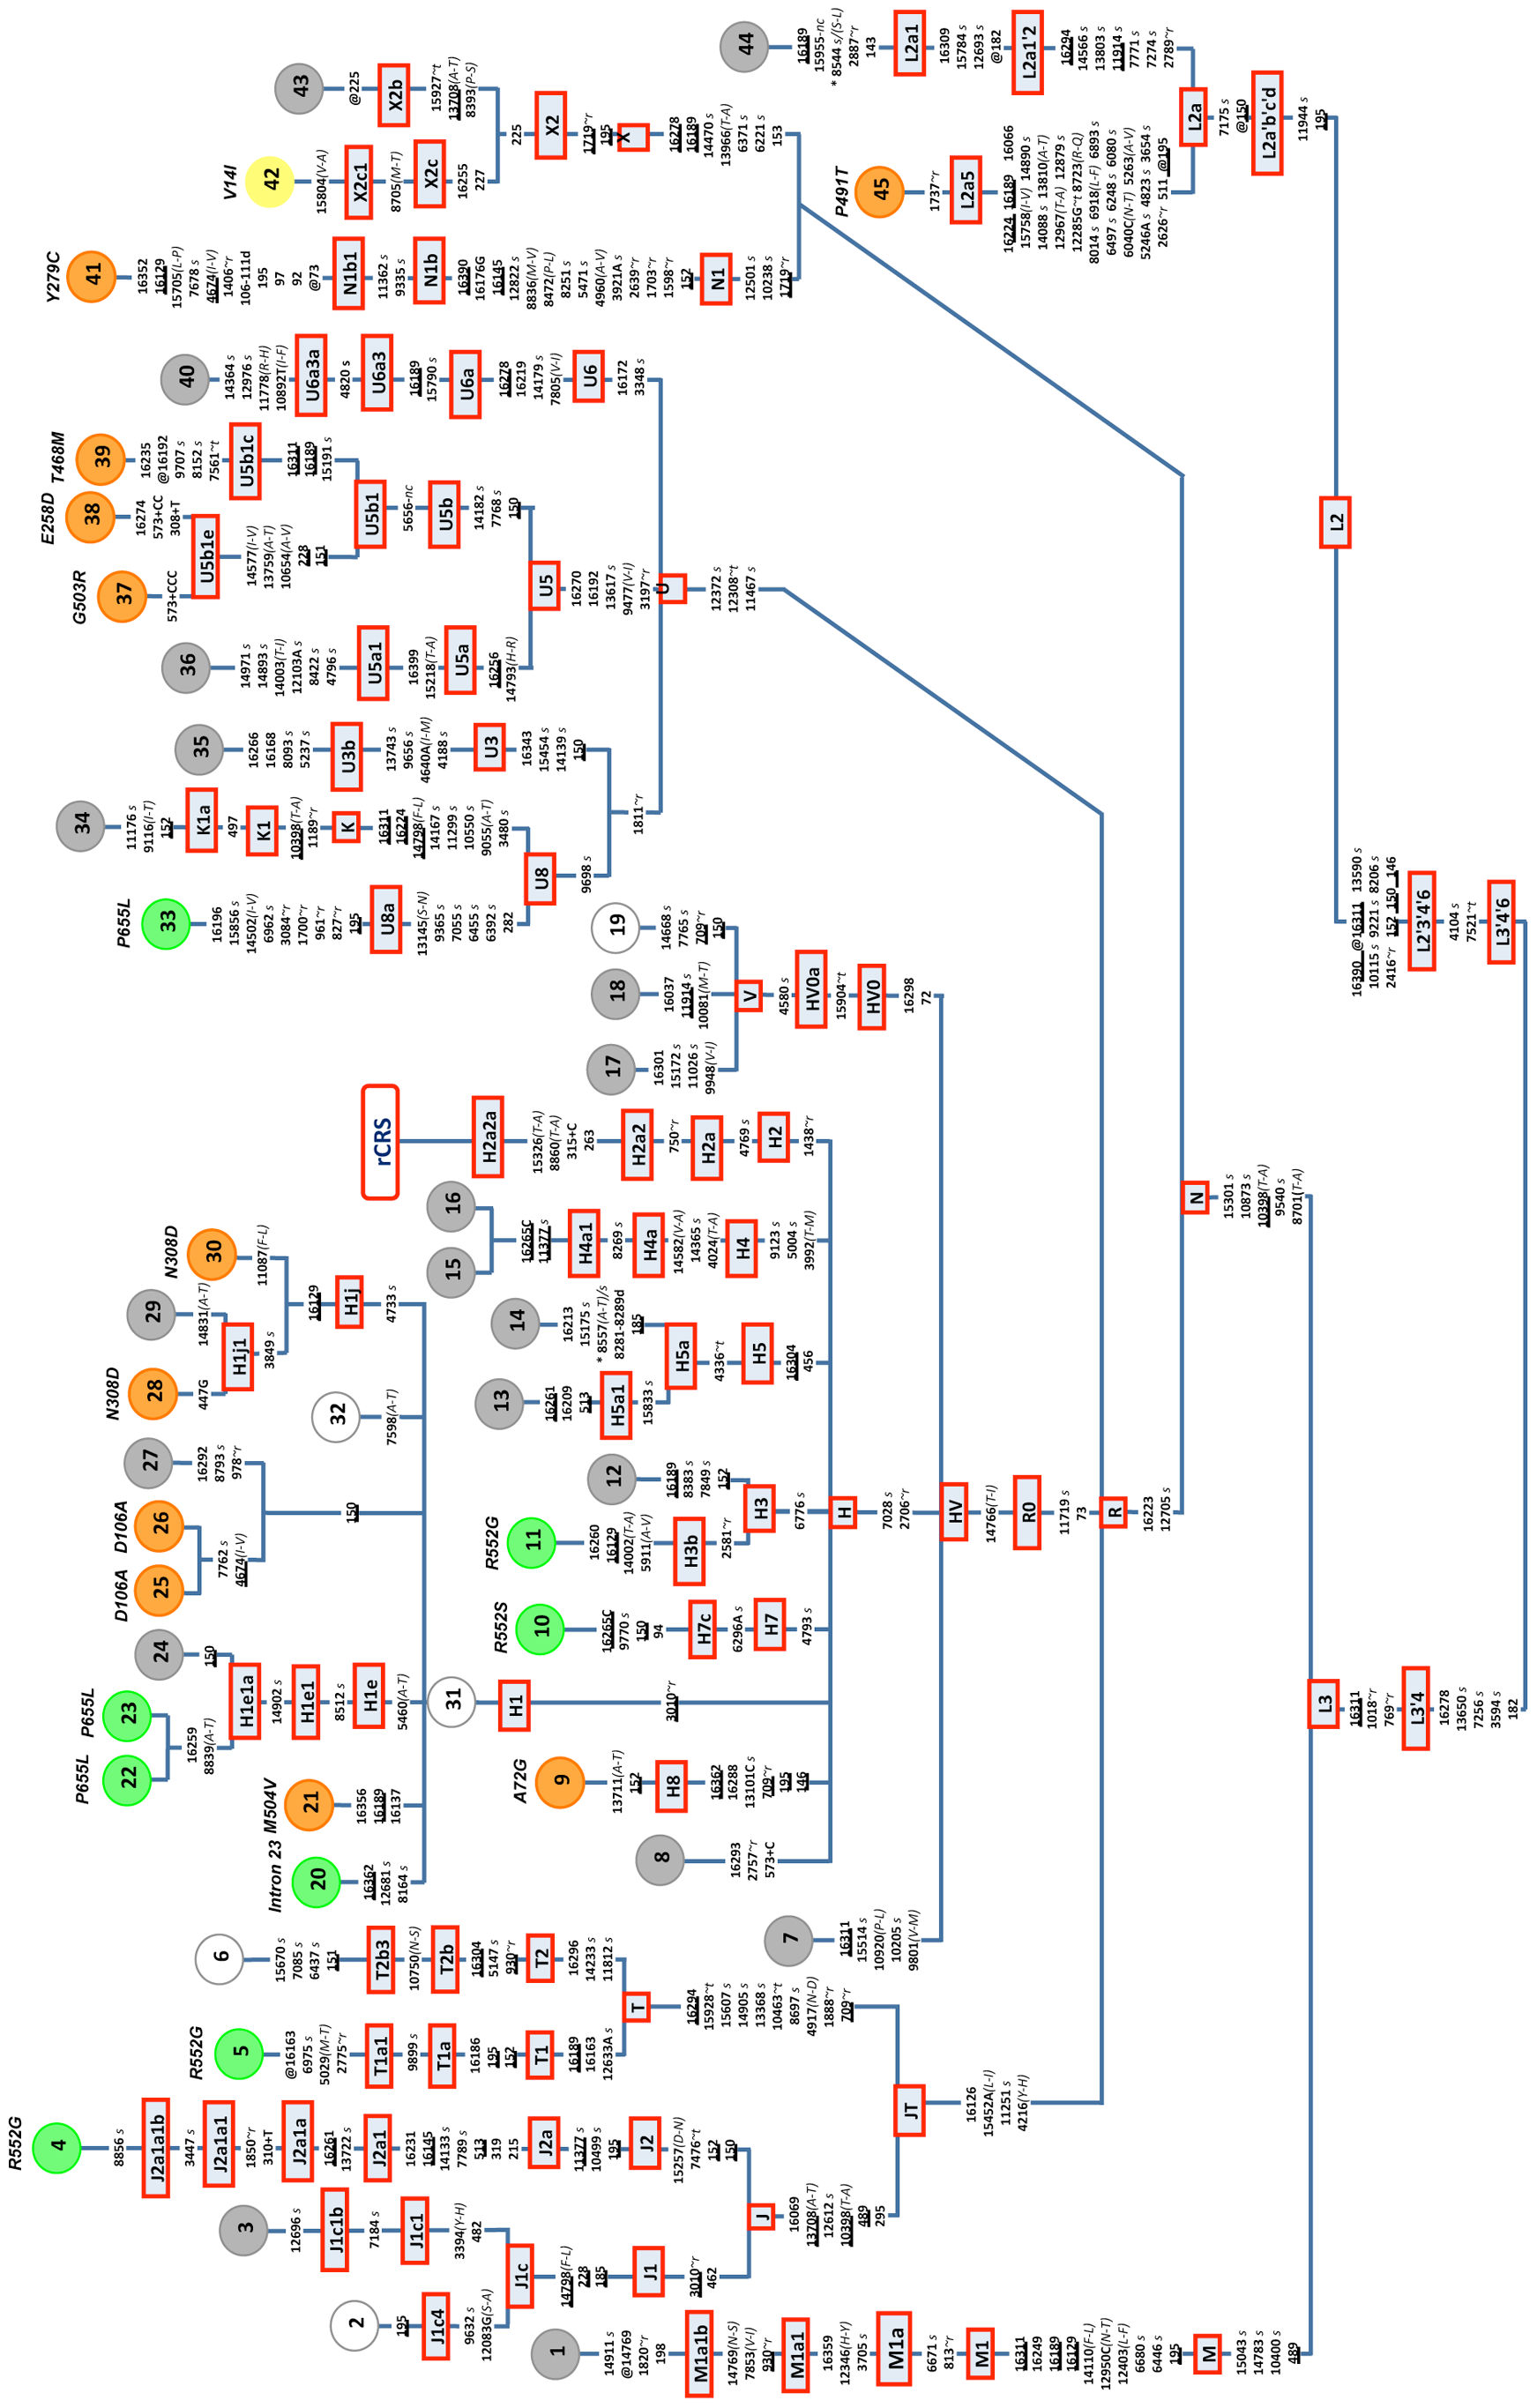 R552G
4
8856 s
J2a1a1b
3447 s
J2a1a1
1850~r
310+T
J2a1a
16261
13722 s
J2a1
16231
16145
14133 s
7789 s
513
319
215
J2a
11377 s
10499 s
195
J2
15257(D-N)
7476~t
152
150
3
12696 s
J1c1b
7184 s
J1c1
3394(Y-H)
482
2
195
J1c4
9632 s
12083G(S-A)
J1c
14798(F-L)
228
185
J1
3010~r
462
J
16069
13708(A-T)
12612 s
10398(T-A)
489
295
1
14911 s
@14769
1820~r
198
M1a1b
14769(N-S)
7853(V-I)
930~r
M1a1
16359
12346(H-Y)
3705 s
M1a
6671 s
813~r
M1
16311
16249
16189
16129
14110(F-L)
12950C(N-T)
12403(L-F)
6680 s
6446 s
195
M
15043 s
14783 s
10400 s
489
R552G
5
@16163
6975 s
5029(M-T)
2775~r
T1a1
9899 s
T1a
16186
195
152
T1
16189
16163
12633A s
6
15670 s
7085 s
6437 s
151
T2b3
10750(N-S)
T2b
16304
5147 s
930~r
T2
16296
14233 s
11812 s
T
16294
15928~t
15607 s
14905 s
13368 s
10463~t
8697 s
4917(N-D)
1888~r
709~r
JT
16126
15452A(L-I)
11251 s
4216(Y-H)
7
16311
15514 s
10920(P-L)
10205 s
9801(V-M)
Intron 23
20
16362
12681 s
8164 s
M504V
21
16356
16189
16137
P655L
22
P655L
23
16259
8839(A-T)
24
150
H1e1a
14902 s
H1e1
8512 s
H1e
5460(A-T)
D106A
25
D106A
26
7762 s
4674(I-V)
27
16292
8793 s
978~r
150
32
7598(A-T)
N308D
28
447G
29
14831(A-T)
H1j1
3849 s
N308D
30
11087(F-L)
16129
H1j
4733 s
31
H1
3010~r
8
16293
2757~r
573+C
A72G
9
13711(A-T)
152
H8
16362
16288
13101C s
709~r
195
146
R552S
10
16265C
9770 s
150
94
H7c
6296A s
H7
4793 s
R552G
11
16260
16129
14002(T-A)
5911(A-V)
H3b
2581~r
12
16189
8383 s
7849 s
152
H3
6776 s
13
16261
16209
513
H5a1
15833 s
14
16213
15175 s
* 8557(A-T)/s
8281-8289d
185
H5a
4336~t
H5
16304
456
15
16
16265C
11377 s
H4a1
8269 s
H4a
14582(V-A)
14365 s
4024(T-A)
H4
9123 s
5004 s
3992(T-M)
rCRS
H2a2a
15326(T-A)
8860(T-A)
315+C
263
H2a2
750~r
H2a
4769 s
H2
1438~r
H
7028 s
2706~r
HV
14766(T-I)
R0
11719 s
73
R
16223
12705 s
17
16301
15172 s
11026 s
9948(V-I)
18
16037
11914 s
10081(M-T)
19
14668 s
7765 s
709~r
150
V
4580 s
HV0a
15904~t
HV0
16298
72
P655L
33
16196
15856 s
14502(I-V)
6962 s
3084~r
1700~r
961~r
827~r
195
U8a
13145(S-N)
9365 s
7055 s
6455 s
6392 s
282
34
11176 s
9116(I-T)
152
K1a
497
K1
10398(T-A)
1189~r
K
16311
16224
14798(F-L)
14167 s
11299 s
10550 s
9055(A-T)
3480 s
U8
9698 s
35
16266
16168
8093 s
5237 s
U3b
13743 s
9656 s
4640A(I-M)
4188 s
U3
16343
15454 s
14139 s
150
1811~r
36
14971 s
14893 s
14003(T-I)
12103A s
8422 s
4796 s
U5a1
16399
15218(T-A)
U5a
16256
14793(H-R)
G503R
37
573+CCC
E258D
38
16274
573+CC
308+T
U5b1e
14577(I-V)
13759(A-T)
10654(A-V)
228
151
T468M
39
16235
@16192
9707 s
8152 s
7561~t
U5b1c
16311
16189
15191 s
U5b1
5656-nc
U5b
14182 s
7768 s
150
U5
16270
16192
13617 s
9477(V-I)
3197~r
40
14364 s
12976 s
11778(R-H)
10892T(I-F)
U6a3a
4820 s
U6a3
16189
15790 s
U6a
16278
16219
14179 s
7805(V-I)
U6
16172
3348 s
U
12372 s
12308~t
11467 s
Y279C
41
16352
16129
15705(L-P)
7678 s
4674(I-V)
1406~r
106-111d
195
97
92
@73
N1b1
11362 s
9335 s
N1b
16390
16176G
16145
12822 s
8836(M-V)
8472(P-L)
8251 s
5471 s
4960(A-V)
3921A s
2639~r
1703~r
1598~r
152
N1
12501 s
10238 s
1719~r
V14I
42
15804(V-A)
X2c1
8705(M-T)
X2c
16255
227
43
@225
X2b
15927~t
13708(A-T)
8393(P-S)
225
X2
1719~r
195
X
16278
16189
14470 s
13966(T-A)
6371 s
6221 s
153
N
15301 s
10873 s
10398(T-A)
9540 s
8701(T-A)
L3
16311
1018~r
769~r
L3'4
16278
13650 s
7256 s
3594 s
182
P491T
45
1737~r
L2a5
16224 16189 16066
15758(I-V) 14890 s
14088 s 13810(A-T)
12967(T-A) 12879 s
12285G~t 8723(R-Q)
8014 s 6918(L-F) 6893 s
6497 s 6248 s 6080 s
6040C(N-T) 5263(A-V)
5246A s 4823 s 3654 s
2626~r 511 @195
44
16189
15955-nc
* 8544 s/(S-L)
2887~r
143
L2a1
16309
15784 s
12693 s
@182
L2a1'2
16294
14566 s
13803 s
11914 s
7771 s
7274 s
2789~r
L2a
7175 s
@150
L2a'b'c'd
11944 s
195
L2
16390 @16311 13590 s
10115 s 9221 s 8206 s
2416~r 152 150 146
L2'3'4'6
4104 s
7521~t
L3'4'6